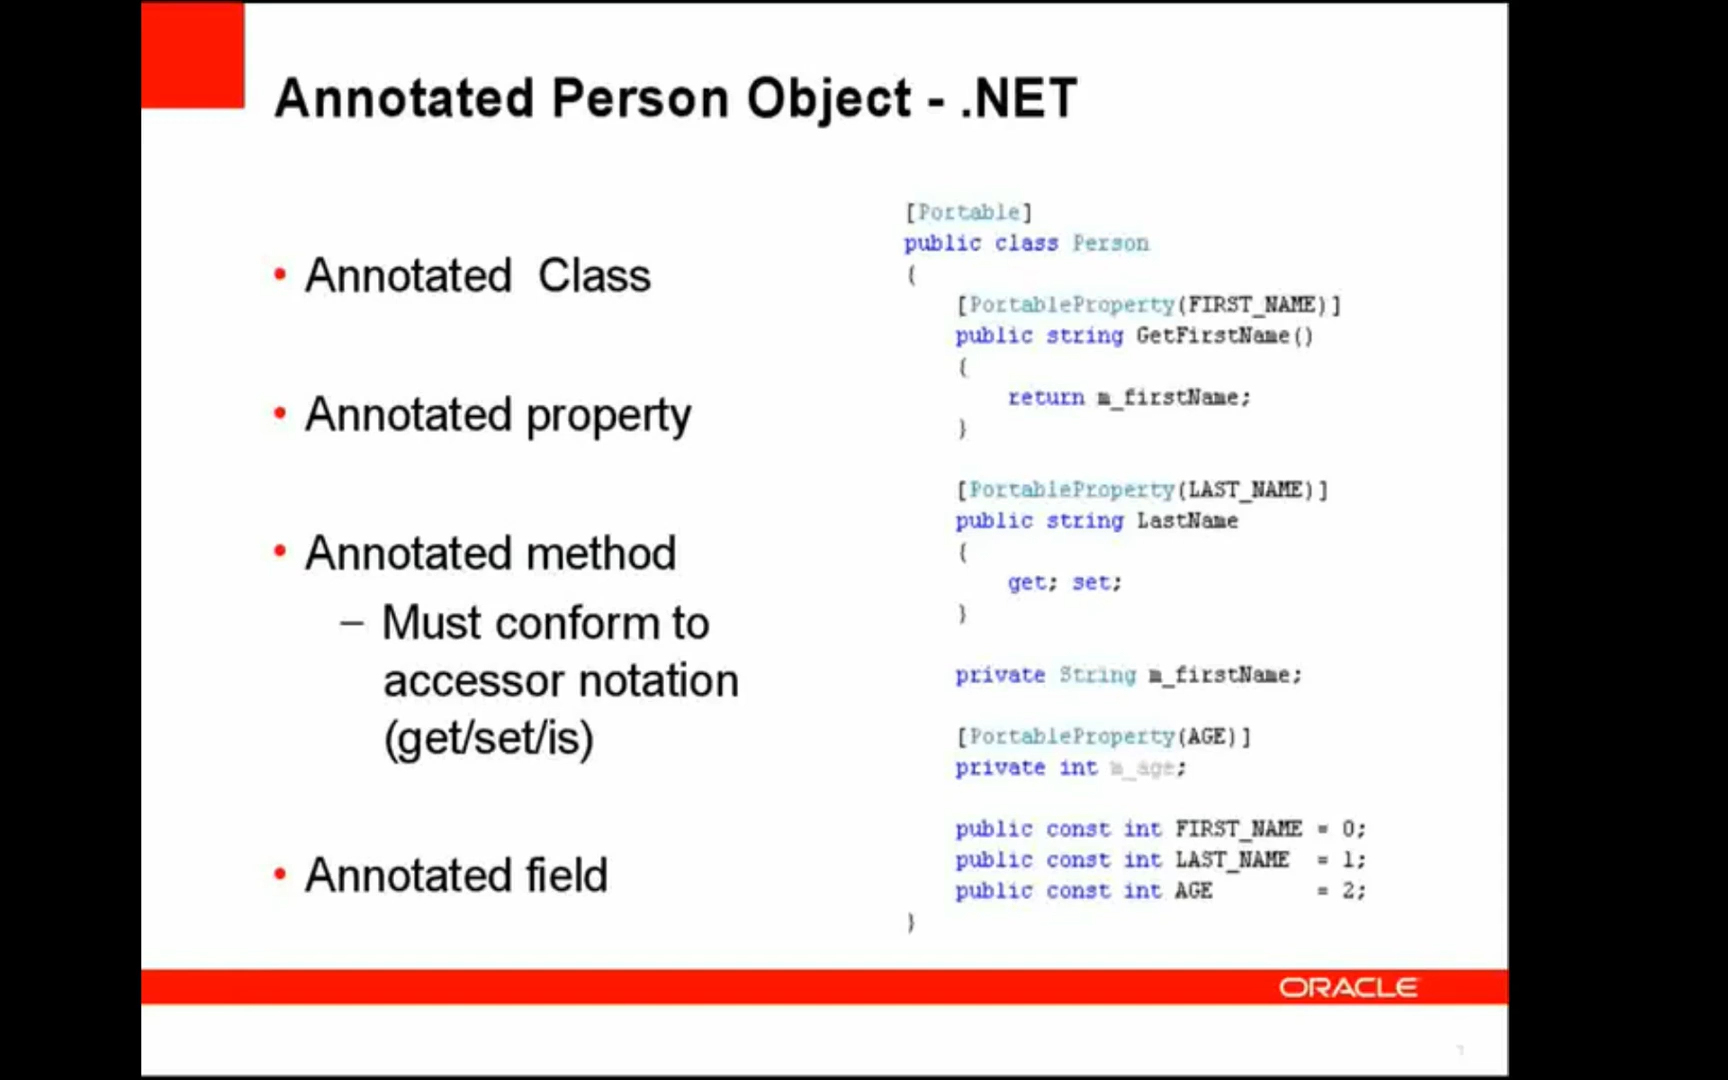 Annotated Person Object - .NET
• Annotated  Class
• Annotated property
• Annotated method
– Must conform to
accessor notation
(get/set/is)
• Annotated field
[Portable]
public class Person
{
    [PortableProperty(FIRST_NAME)]
    public string GetFirstName()
    {
        return m_firstName;
    }

    [PortableProperty(LAST_NAME)]
    public string LastName
    {
        get; set;
    }

    private String m_firstName;

    [PortableProperty(AGE)]
    private int m_age;

    public const int FIRST_NAME = 0;
    public const int LAST_NAME  = 1;
    public const int AGE        = 2;
}
ORACLE